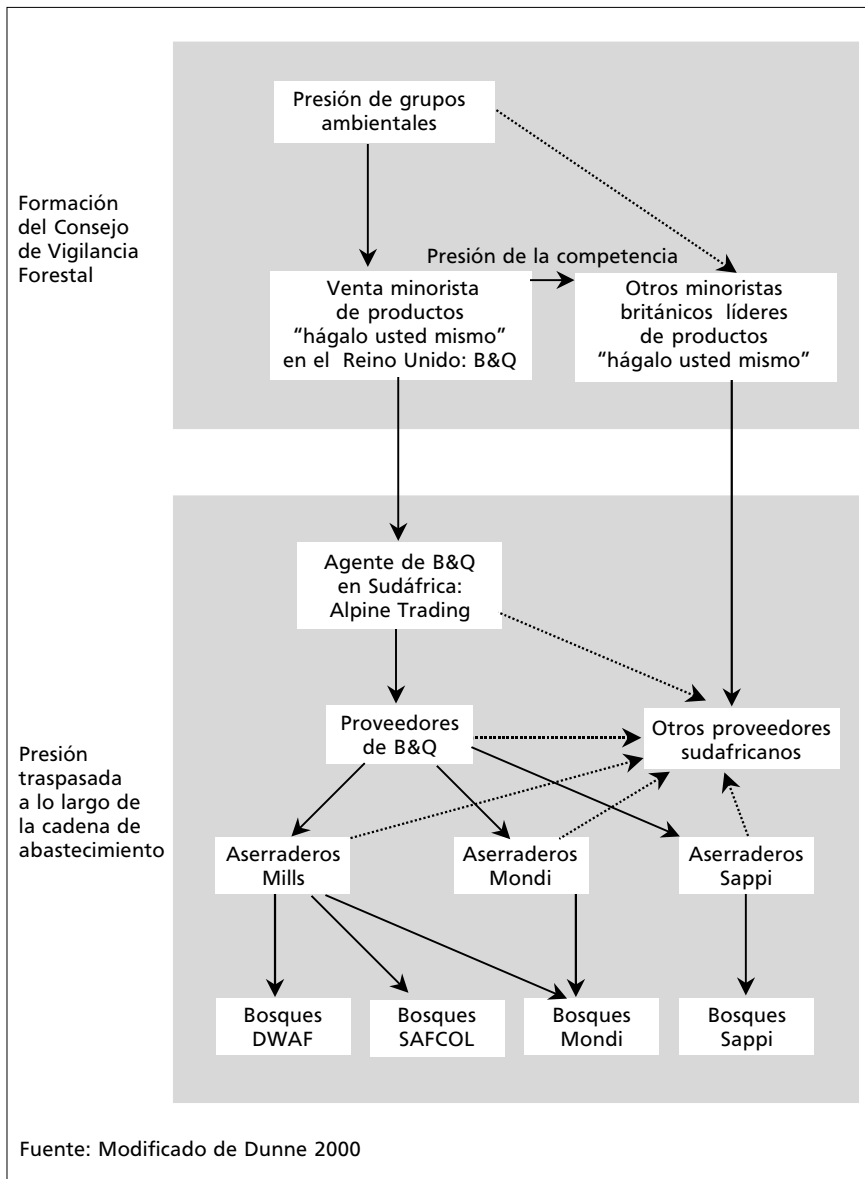 Presión de grupos
ambientales
Formación
del Consejo
de Vigilancia
Forestal
Presión de la competencia
Venta minorista
de productos
“hágalo usted mismo”
en el Reino Unido: B&Q
Otros minoristas
británicos líderes
de productos
“hágalo usted mismo”
Agente de B&Q
en Sudáfrica:
Alpine Trading
Proveedores
de B&Q
Otros proveedores
sudafricanos
Presión
traspasada
a lo largo de
la cadena de
abastecimiento
Aserraderos
Mills
Aserraderos
Mondi
Aserraderos
Sappi
Bosques
DWAF
Bosques
SAFCOL
Bosques
Mondi
Bosques
Sappi
Fuente: Modificado de Dunne 2000